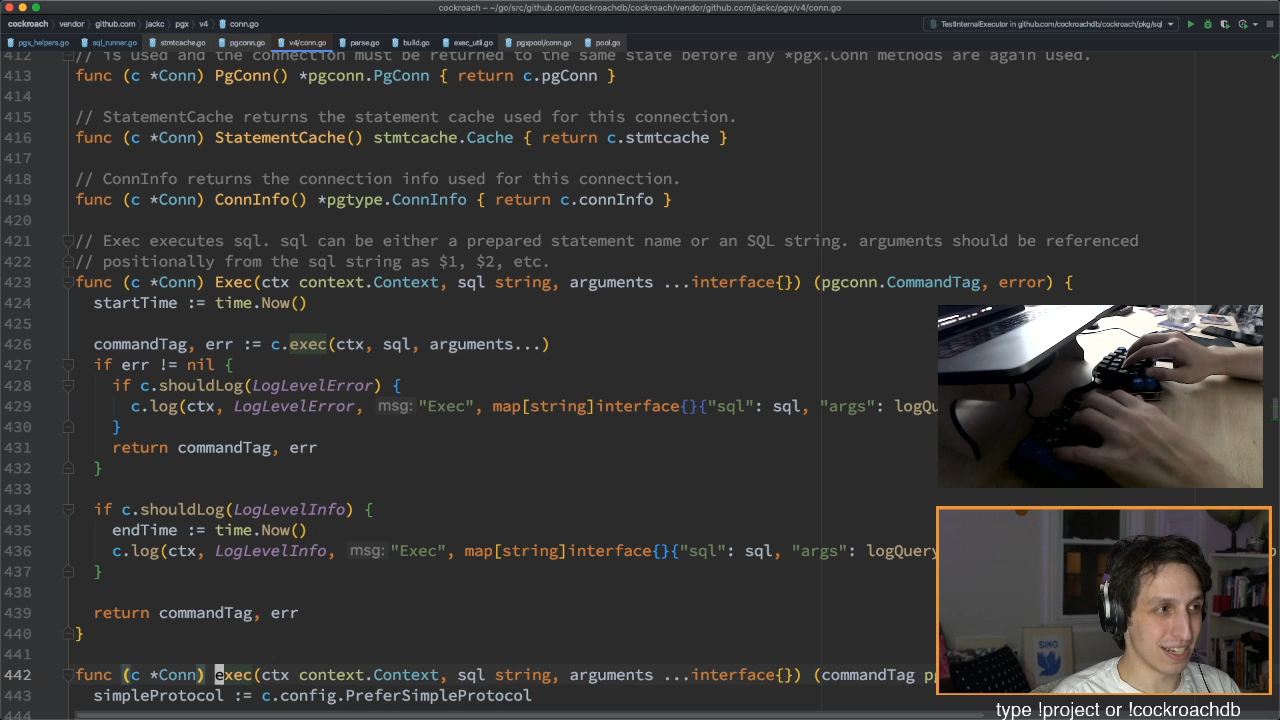 cockroach – ~/go/src/github.com/cockroachdb/cockroach/vendor/github.com/jackc/pgx/v4/conn.go
cockroach › vendor › github.com › jackc › pgx › v4 › conn.go
TestInternalExecutor in github.com/cockroachdb/cockroach/pkg/sql
pgx_helpers.go sql_runner.go stmtcache.go pgconn.go v4/conn.go parse.go build.go exec_util.go pgxpool/conn.go pool.go
412 // is used and the connection must be returned to the same state before any *pgx.Conn methods are again used.
413 func (c *Conn) PgConn() *pgconn.PgConn { return c.pgConn }
414
415 // StatementCache returns the statement cache used for this connection.
416 func (c *Conn) StatementCache() stmtcache.Cache { return c.stmtcache }
417
418 // ConnInfo returns the connection info used for this connection.
419 func (c *Conn) ConnInfo() *pgtype.ConnInfo { return c.connInfo }
420
421 // Exec executes sql. sql can be either a prepared statement name or an SQL string. arguments should be referenced
422 // positionally from the sql string as $1, $2, etc.
423 func (c *Conn) Exec(ctx context.Context, sql string, arguments ...interface{}) (pgconn.CommandTag, error) {
424 startTime := time.Now()
425
426 commandTag, err := c.exec(ctx, sql, arguments...)
427 if err != nil {
428 if c.shouldLog(LogLevelError) {
429 c.log(ctx, LogLevelError, msg: "Exec", map[string]interface{}{"sql": sql, "args": logQu
430 }
431 return commandTag, err
432 }
433
434 if c.shouldLog(LogLevelInfo) {
435 endTime := time.Now()
436 c.log(ctx, LogLevelInfo, msg: "Exec", map[string]interface{}{"sql": sql, "args": logQuery
437 }
438
439 return commandTag, err
440 }
441
442 func (c *Conn) exec(ctx context.Context, sql string, arguments ...interface{}) (commandTag pg
443 simpleProtocol := c.config.PreferSimpleProtocol
444
SING
type !project or !cockroachdb